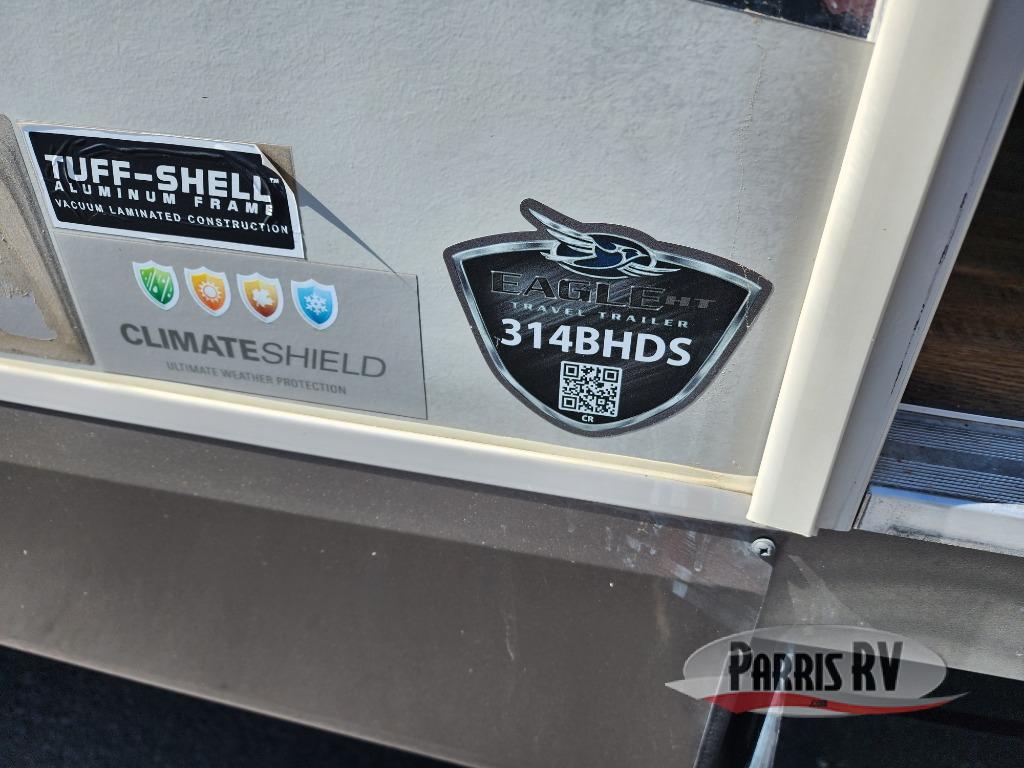 TUFF-SHELL™
ALUMINUM FRAME
VACUUM LAMINATED CONSTRUCTION
CLIMATESHIELD
ULTIMATE WEATHER PROTECTION
EAGLE HT
TRAVEL TRAILER
314BHDS
CR
PARRIS RV
.com